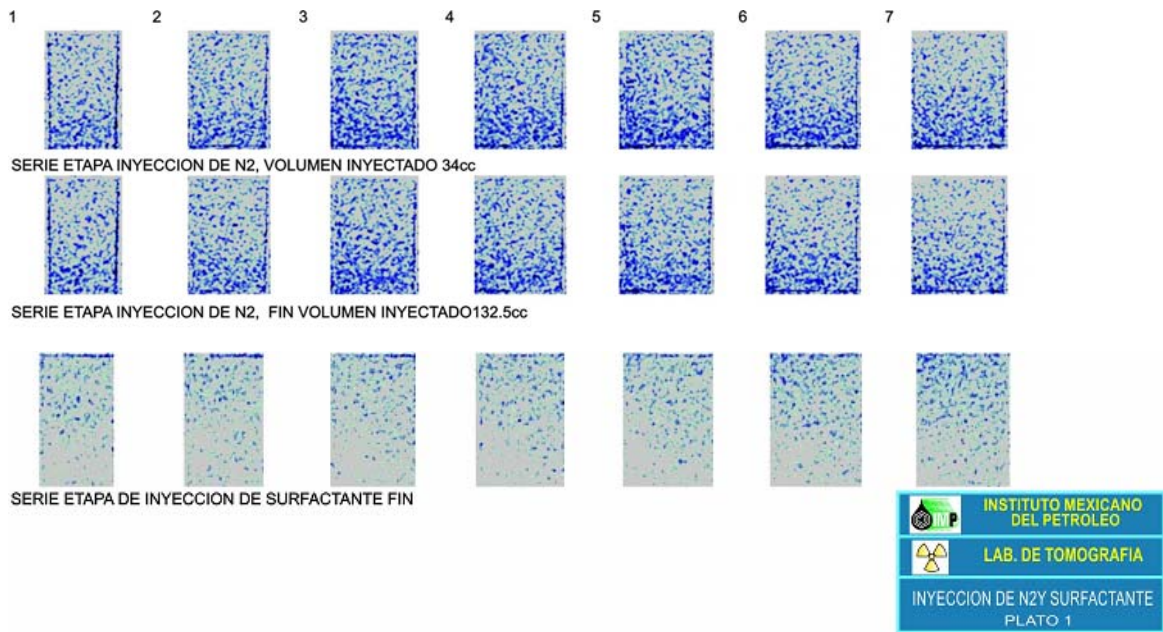 1 2 3 4 5 6 7
SERIE ETAPA INYECCION DE N2, VOLUMEN INYECTADO 34cc
SERIE ETAPA INYECCION DE N2, FIN VOLUMEN INYECTADO132.5cc
SERIE ETAPA DE INYECCION DE SURFACTANTE FIN
IMP
INSTITUTO MEXICANO
DEL PETROLEO
LAB. DE TOMOGRAFIA
INYECCION DE N2Y SURFACTANTE
PLATO 1